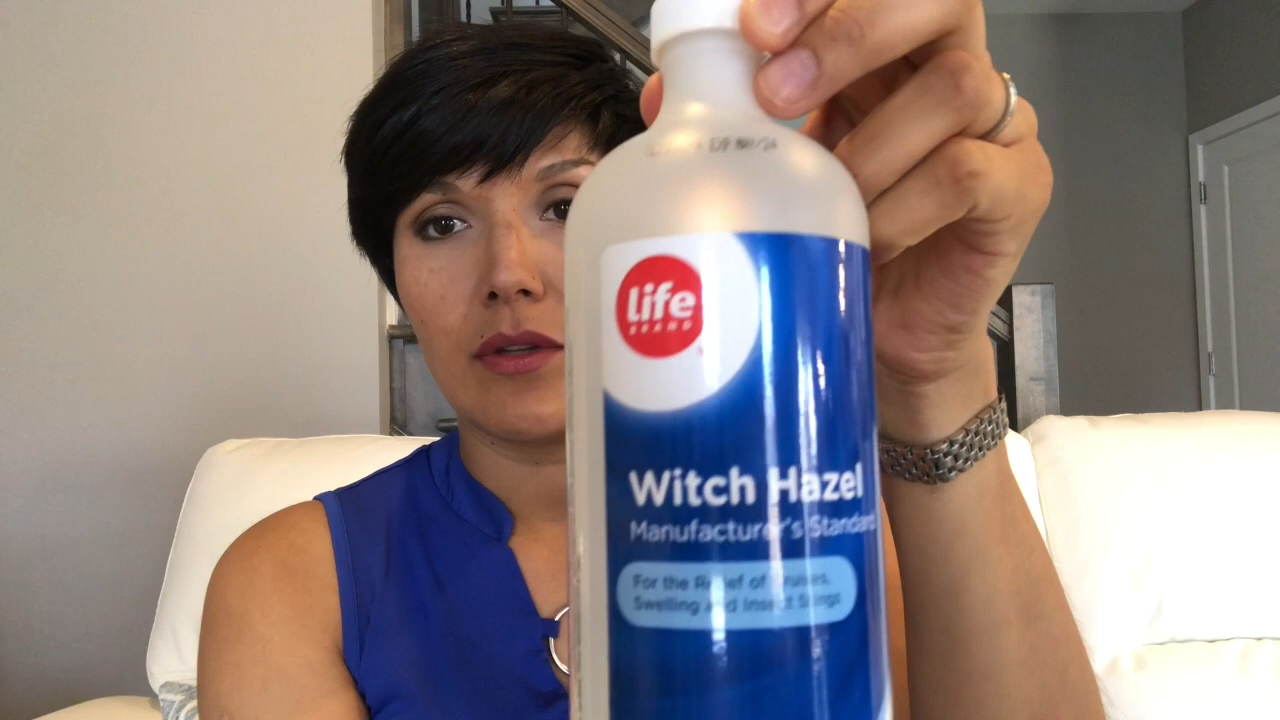 life
BRAND
Witch Hazel
Manufacturer's Standard
For the Relief of Bruises,
Swelling and Insect Stings